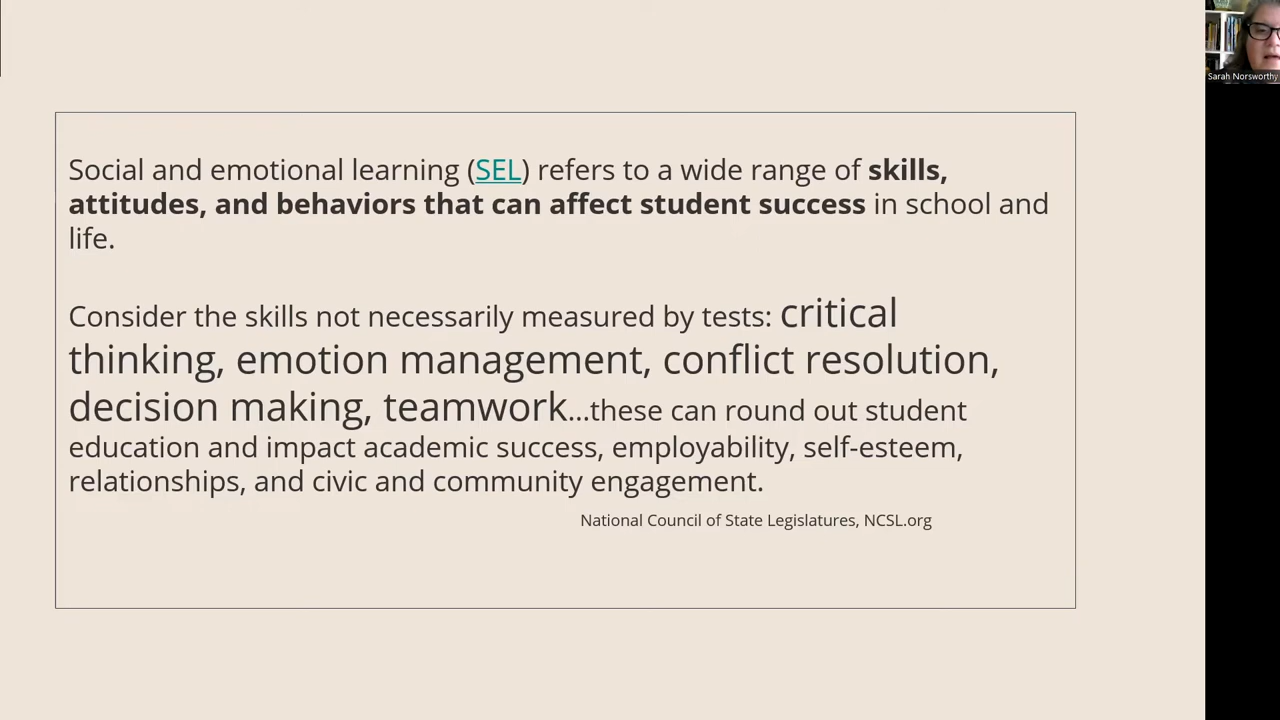 Social and emotional learning (SEL) refers to a wide range of skills,
attitudes, and behaviors that can affect student success in school and
life.
Consider the skills not necessarily measured by tests: critical
thinking, emotion management, conflict resolution,
decision making, teamwork...these can round out student
education and impact academic success, employability, self-esteem,
relationships, and civic and community engagement.
National Council of State Legislatures, NCSL.org
Sarah Norsworthy